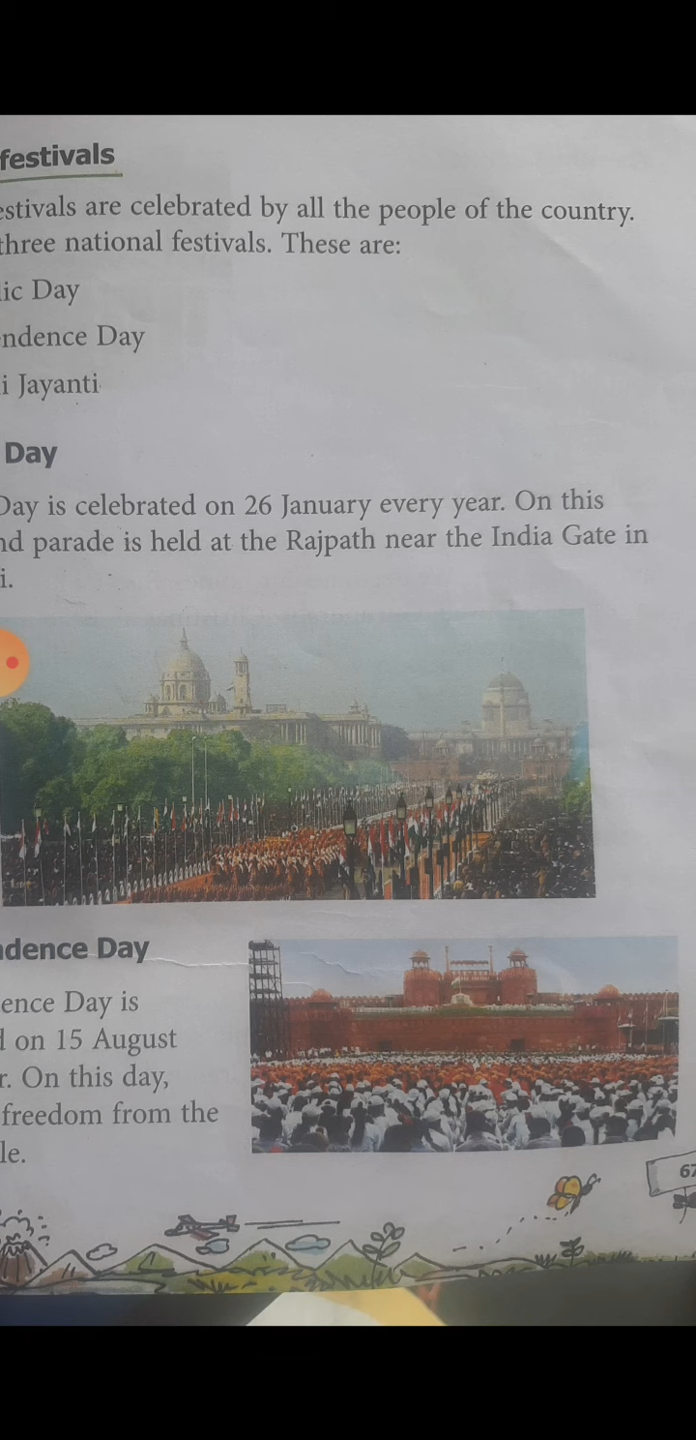 festivals
estivals are celebrated by all the people of the country.
three national festivals. These are:
lic Day
ndence Day
i Jayanti
Day
Day is celebrated on 26 January every year. On this
nd parade is held at the Rajpath near the India Gate in
i.
ndence Day
ence Day is
d on 15 August
r. On this day,
freedom from the
le.
67